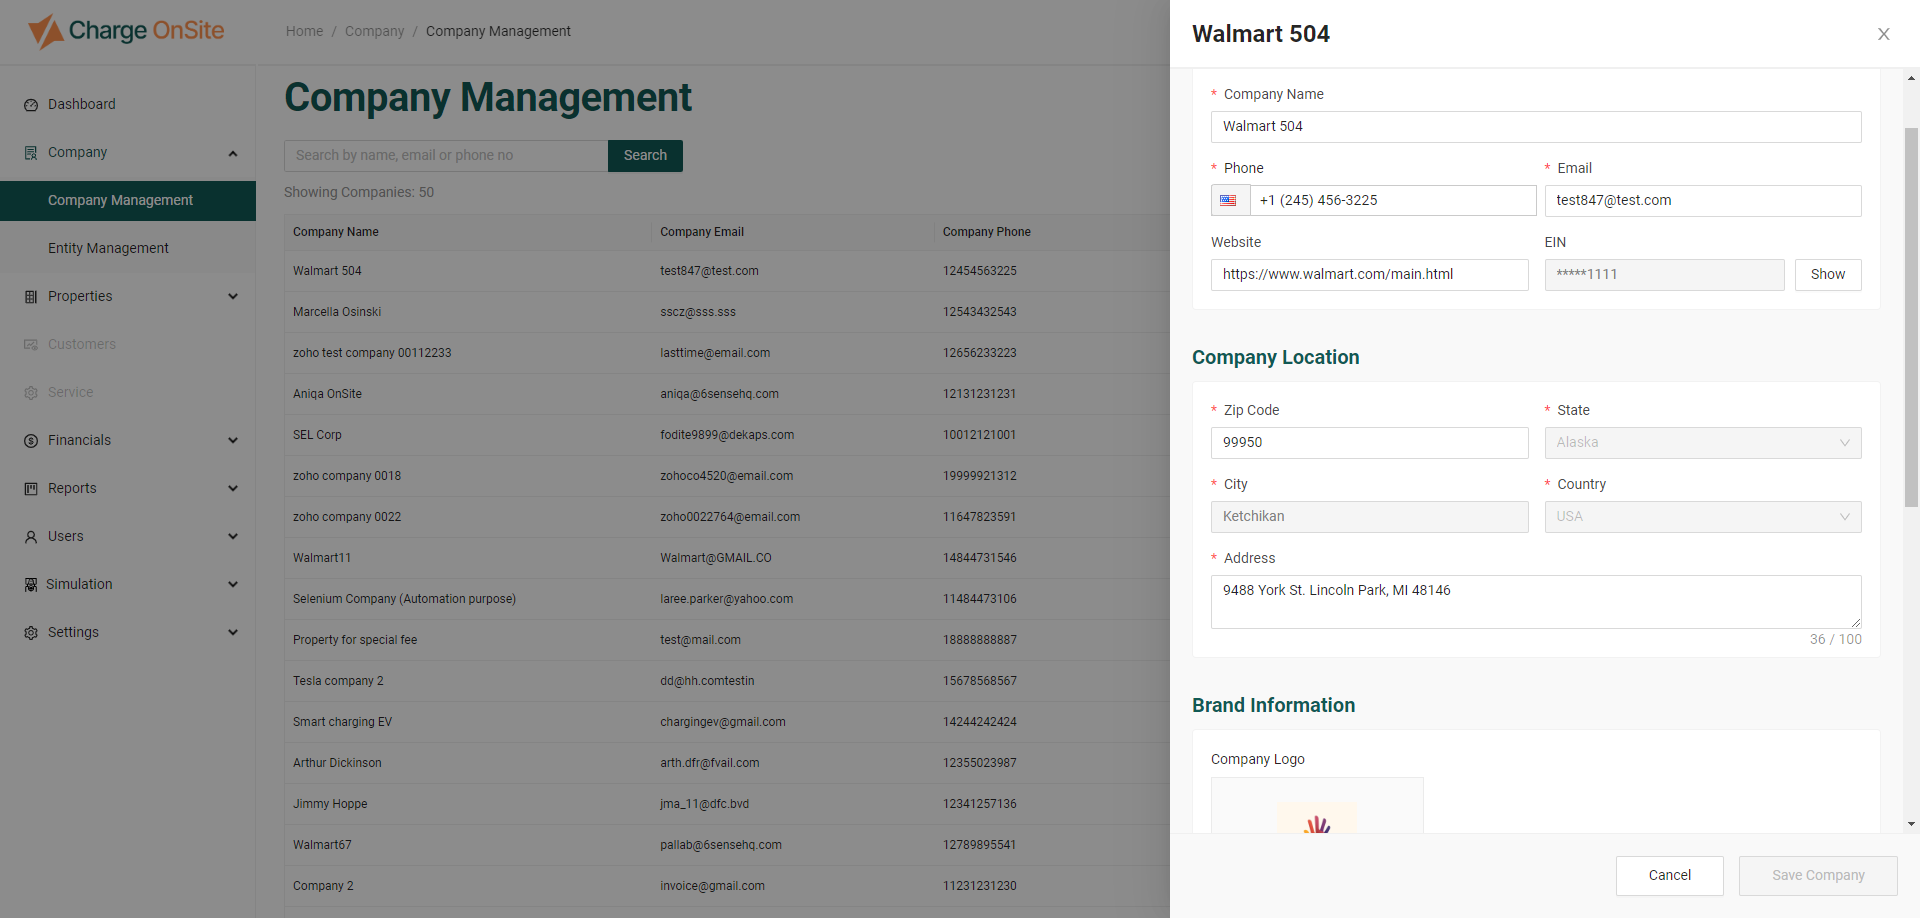 Charge OnSite
Home / Company / Company Management
Dashboard
Company
Company Management
Entity Management
Properties
Customers
Service
Financials
Reports
Users
Simulation
Settings
Company Management
Search by name, email or phone no
Search
Showing Companies: 50
Company Name Company Email Company Phone
Walmart 504 test847@test.com 12454563225
Marcella Osinski sscz@sss.sss 12543432543
zoho test company 00112233 lasttime@email.com 12656233223
Aniqa OnSite aniqa@6sensehq.com 12131231231
SEL Corp fodite9899@dekaps.com 10012121001
zoho company 0018 zohoco4520@email.com 19999921312
zoho company 0022 zoho0022764@email.com 11647823591
Walmart11 Walmart@GMAIL.CO 14844731546
Selenium Company (Automation purpose) laree.parker@yahoo.com 11484473106
Property for special fee test@mail.com 18888888887
Tesla company 2 dd@hh.comtestin 15678568567
Smart charging EV chargingev@gmail.com 14244242424
Arthur Dickinson arth.dfr@fvail.com 12355023987
Jimmy Hoppe jma_11@dfc.bvd 12341257136
Walmart67 pallab@6sensehq.com 12789895541
Company 2 invoice@gmail.com 11231231230
Walmart 504
* Company Name
Walmart 504
* Phone * Email
+1 (245) 456-3225 test847@test.com
Website EIN
https://www.walmart.com/main.html *****1111 Show
Company Location
* Zip Code * State
99950 Alaska
* City * Country
Ketchikan USA
* Address
9488 York St. Lincoln Park, MI 48146
36 / 100
Brand Information
Company Logo
Cancel Save Company